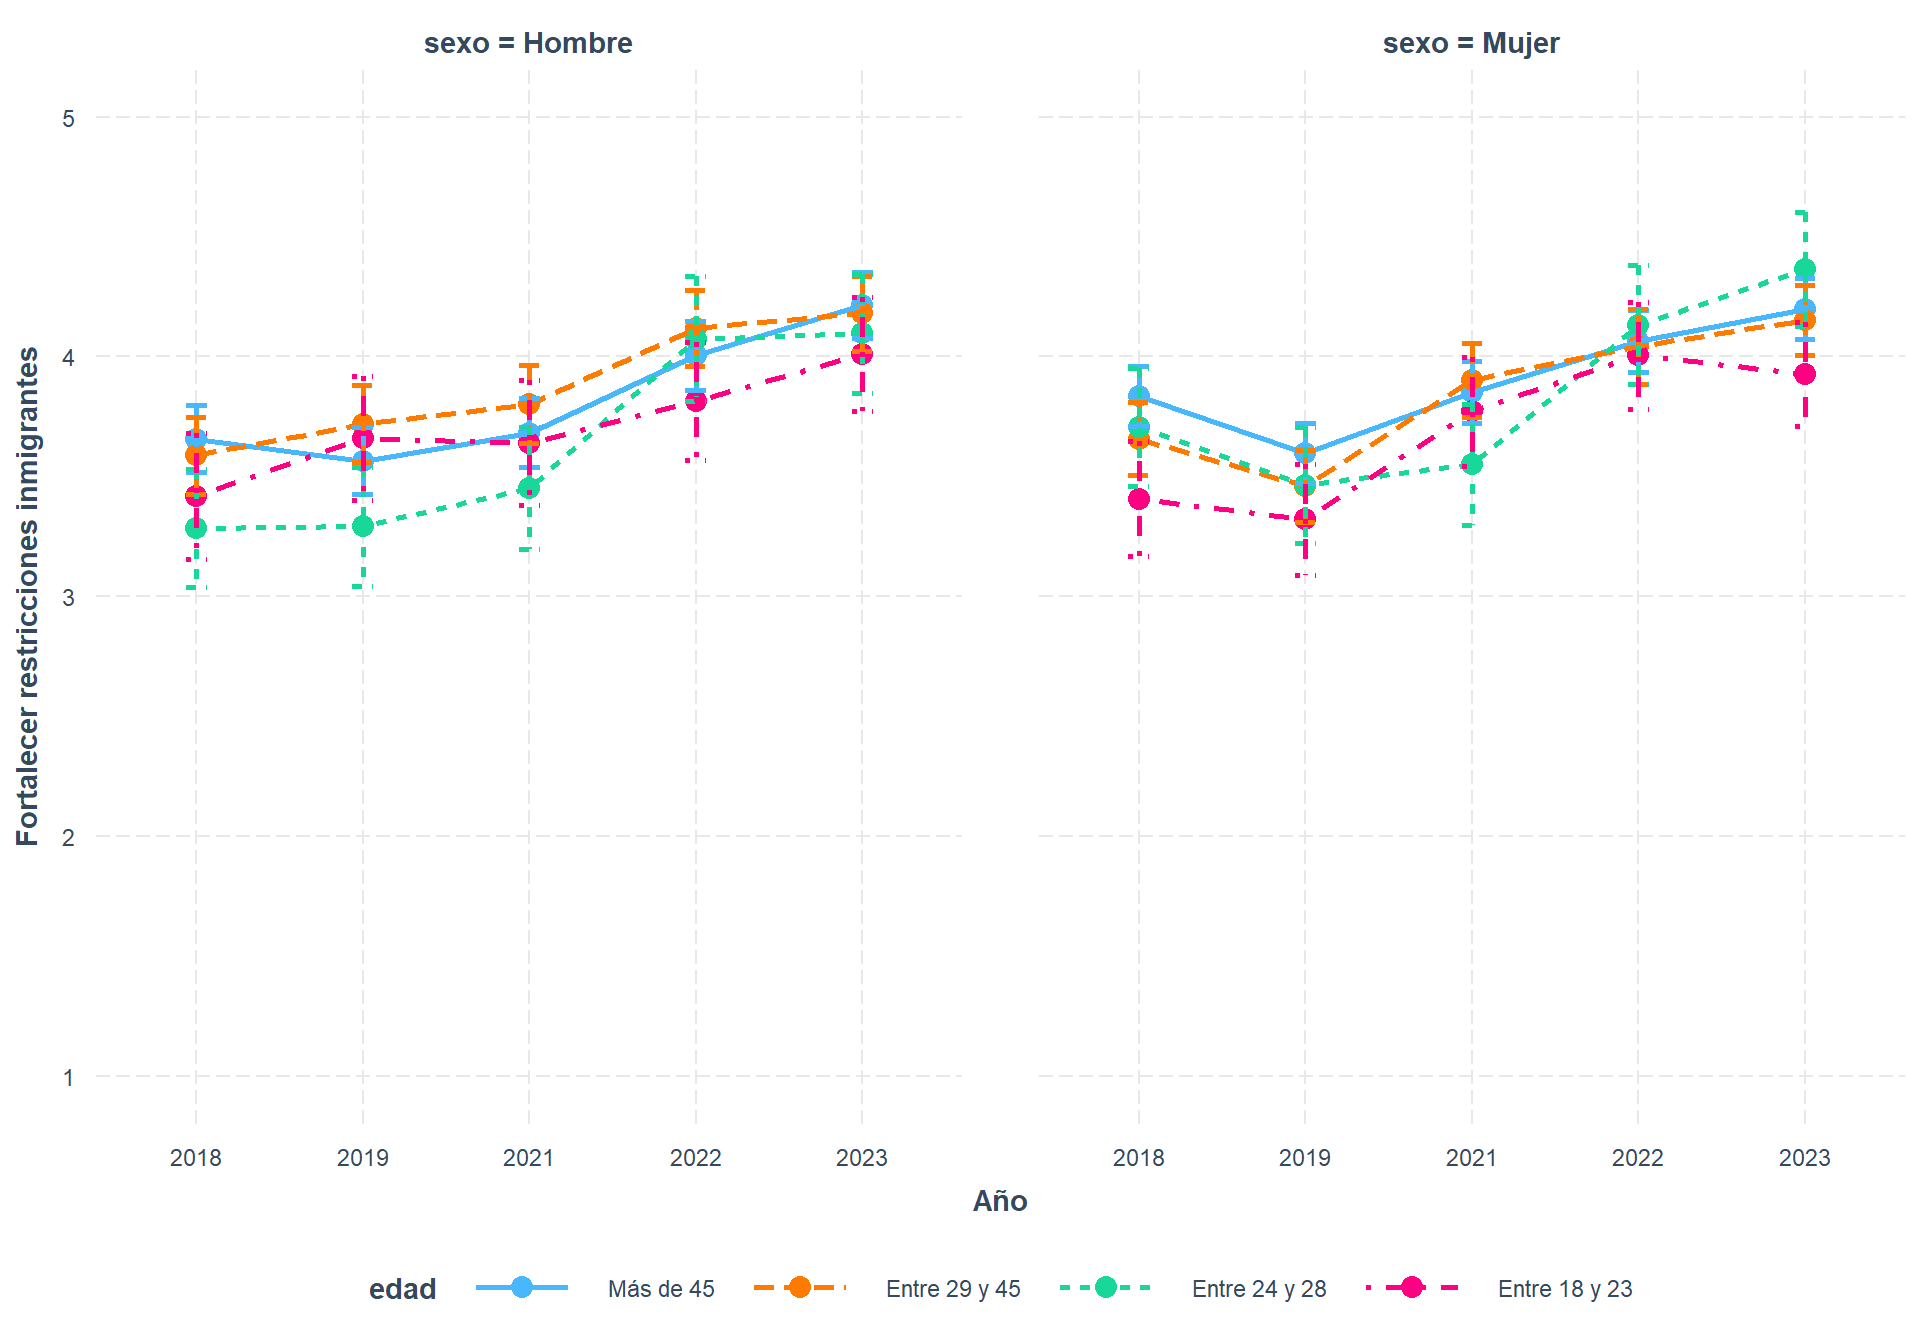 sexo = Hombre
sexo = Mujer
Fortalecer restricciones inmigrantes
5
4
3
2
1
2018 2019 2021 2022 2023
2018 2019 2021 2022 2023
Año
edad Más de 45 Entre 29 y 45 Entre 24 y 28 Entre 18 y 23